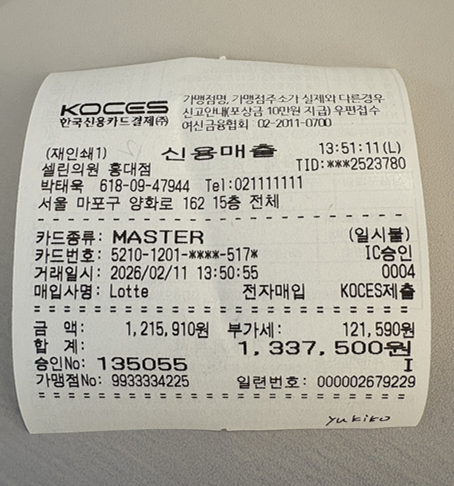 KOCES
한국신용카드결제(주)
가맹점명, 가맹점주소가 실제와 다른경우
신고안내(포상금 10만원 지급) 우편접수
여신금융협회 02-2011-0700
(재인쇄1) 신용매출 13:51:11(L)
셀린의원 홍대점 TID:***2523780
박태욱 618-09-47944 Tel:021111111
서울 마포구 양화로 162 15층 전체
카드종류: MASTER (일시불)
카드번호: 5210-1201-****-517* IC승인
거래일시: 2026/02/11 13:50:55 0004
매입사명: Lotte 전자매입 KOCES제출
금 액: 1,215,910원 부가세: 121,590원
합 계: 1,337,500원
I
승인No: 135055
가맹점No: 9933334225 일련번호: 000002679229
yukiko